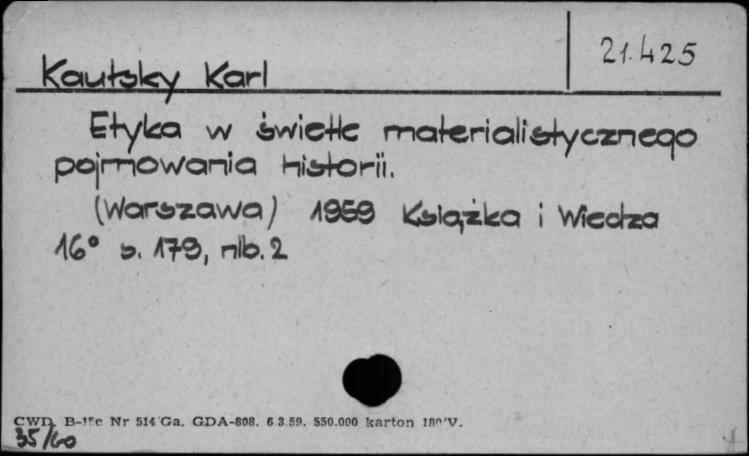 21.425
Kautsky Karl
Etyka w świetle materialistycznego
pojmowania historii.
(Warszawa) 1959 Książka i Wiedza
16° s. 179, nlb. 2
CWD. B-15c Nr 514 Ga. GDA-808. 6.3.59. 550.000 karton 180 V.
35/60